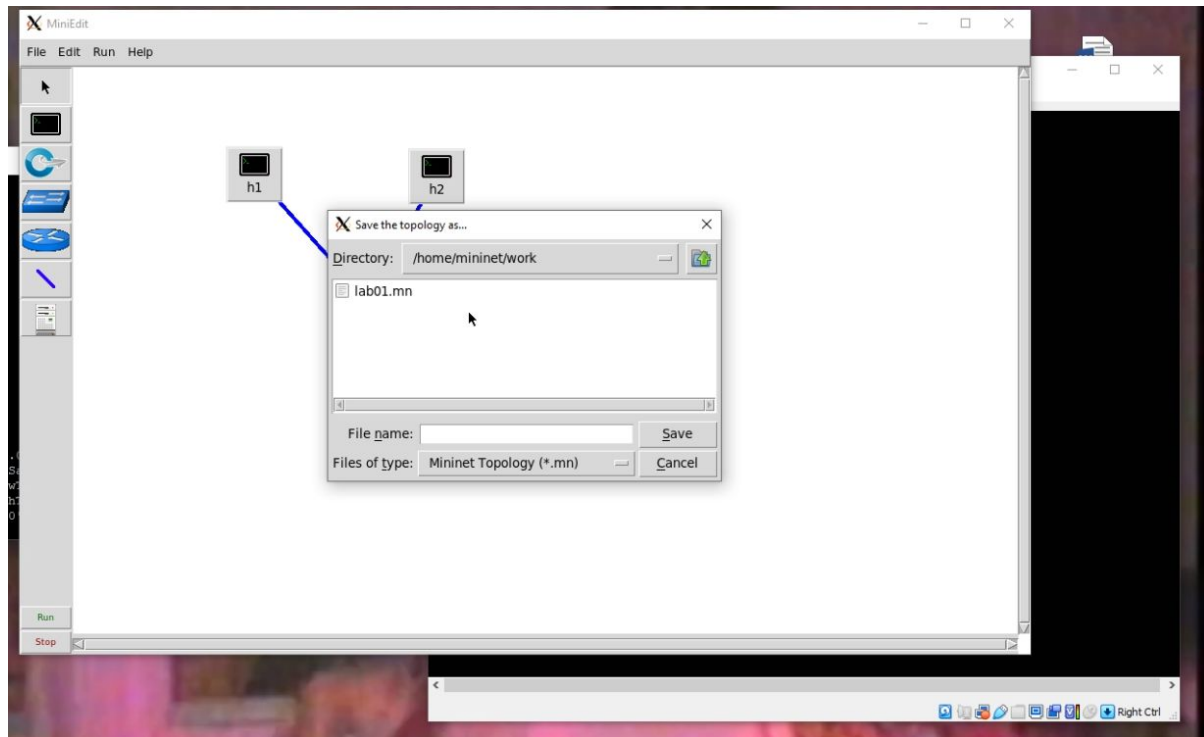 MiniEdit
File Edit Run Help
h1
h2
Save the topology as...
Directory: /home/mininet/work
lab01.mn
File name: Save
Files of type: Mininet Topology (*.mn) Cancel
Run
Stop
Right Ctrl